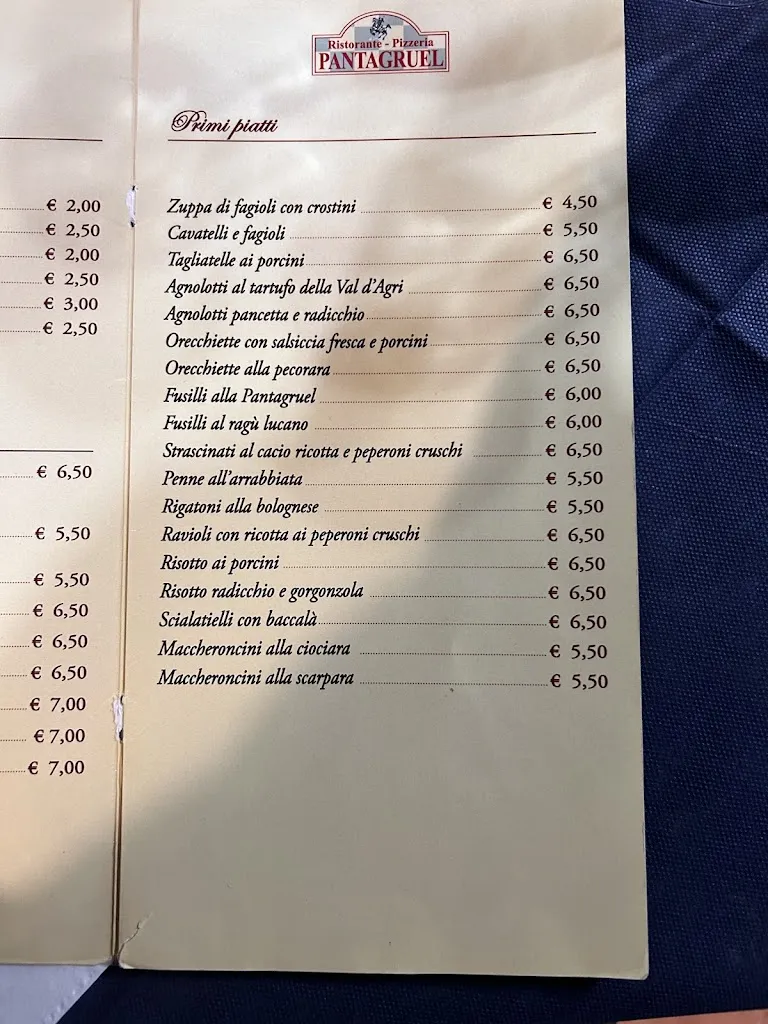 € 2,00
€ 2,50
€ 2,00
€ 2,50
€ 3,00
€ 2,50
€ 6,50
€ 5,50
€ 5,50
€ 6,50
€ 6,50
€ 6,50
€ 7,00
€ 7,00
€ 7,00
Ristorante - Pizzeria
PANTAGRUEL
Primi piatti
Zuppa di fagioli con crostini € 4,50
Cavatelli e fagioli € 5,50
Tagliatelle ai porcini € 6,50
Agnolotti al tartufo della Val d'Agri € 6,50
Agnolotti pancetta e radicchio € 6,50
Orecchiette con salsiccia fresca e porcini € 6,50
Orecchiette alla pecorara € 6,50
Fusilli alla Pantagruel € 6,00
Fusilli al ragù lucano € 6,00
Strascinati al cacio ricotta e peperoni cruschi € 6,50
Penne all'arrabbiata € 5,50
Rigatoni alla bolognese € 5,50
Ravioli con ricotta ai peperoni cruschi € 6,50
Risotto ai porcini € 6,50
Risotto radicchio e gorgonzola € 6,50
Scialatielli con baccalà € 6,50
Maccheroncini alla ciociara € 5,50
Maccheroncini alla scarpara € 5,50